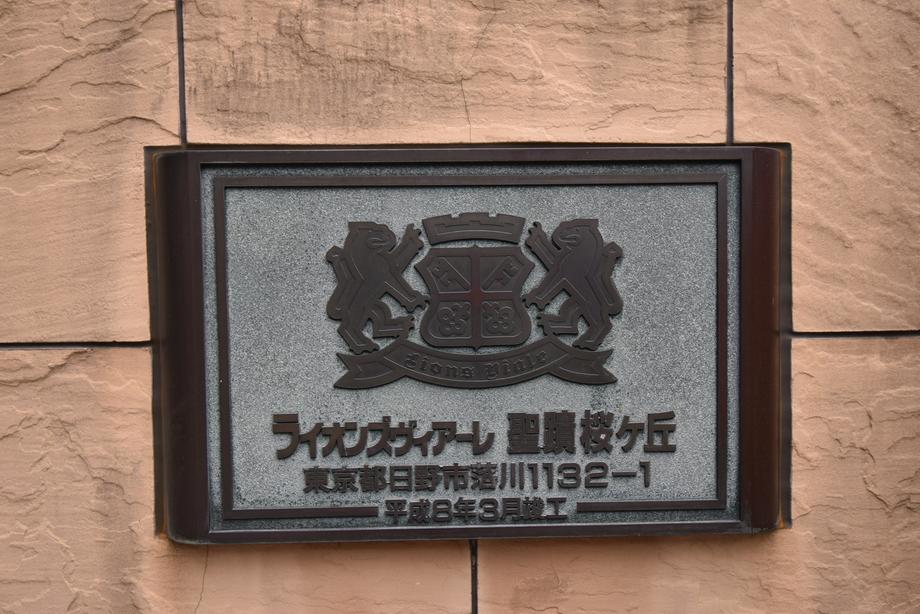 Lions Viale
ライオンズヴィアーレ 聖蹟桜ヶ丘
東京都日野市落川1132-1
平成8年3月竣工